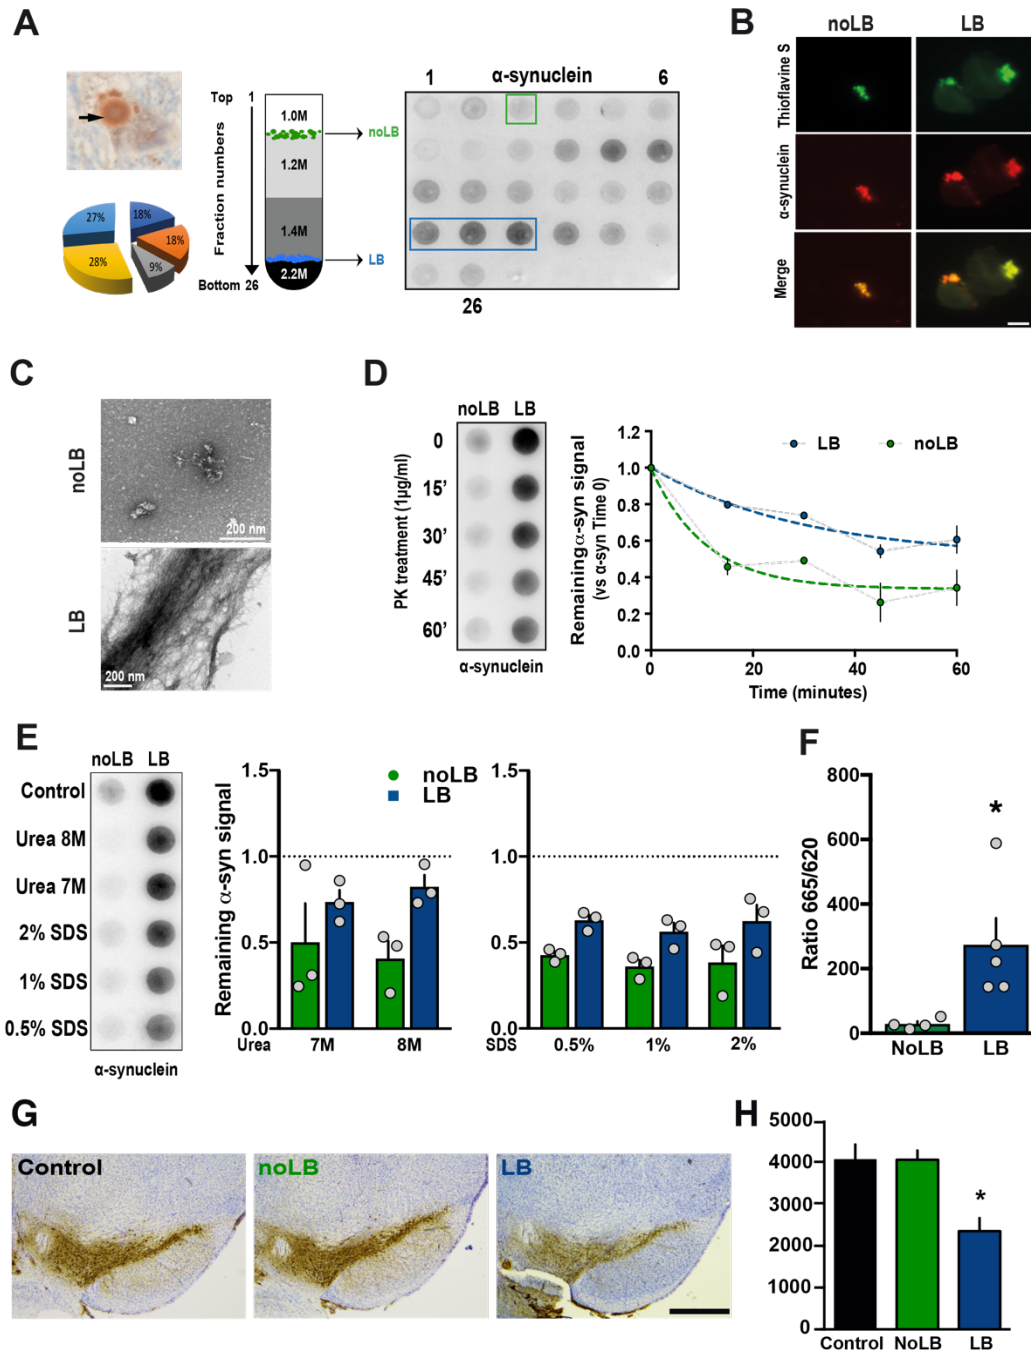 A
Top 1
Fraction numbers
Bottom 26
1.0M
1.2M
1.4M
2.2M
noLB
LB
27%
18%
18%
9%
28%
1 α-synuclein 6
26
B
noLB LB
Thioflavine S
α-synuclein
Merge
C
noLB
200 nm
LB
200 nm
D
noLB LB
PK treatment (1µg/ml)
0
15'
30'
45'
60'
α-synuclein
Remaining α-syn signal
(vs α-syn Time 0)
1.2
1.0
0.8
0.6
0.4
0.2
0.0
LB noLB
0 20 40 60
Time (minutes)
E
noLB LB
Control
Urea 8M
Urea 7M
2% SDS
1% SDS
0.5% SDS
α-synuclein
Remaining α-syn signal
1.5
1.0
0.5
0.0
noLB
LB
Urea 7M 8M
1.5
1.0
0.5
0.0
SDS 0.5% 1% 2%
F
Ratio 665/620
800
600
400
200
0
*
NoLB LB
G
Control
noLB
LB
H
5000
4000
3000
2000
1000
0
*
Control NoLB LB